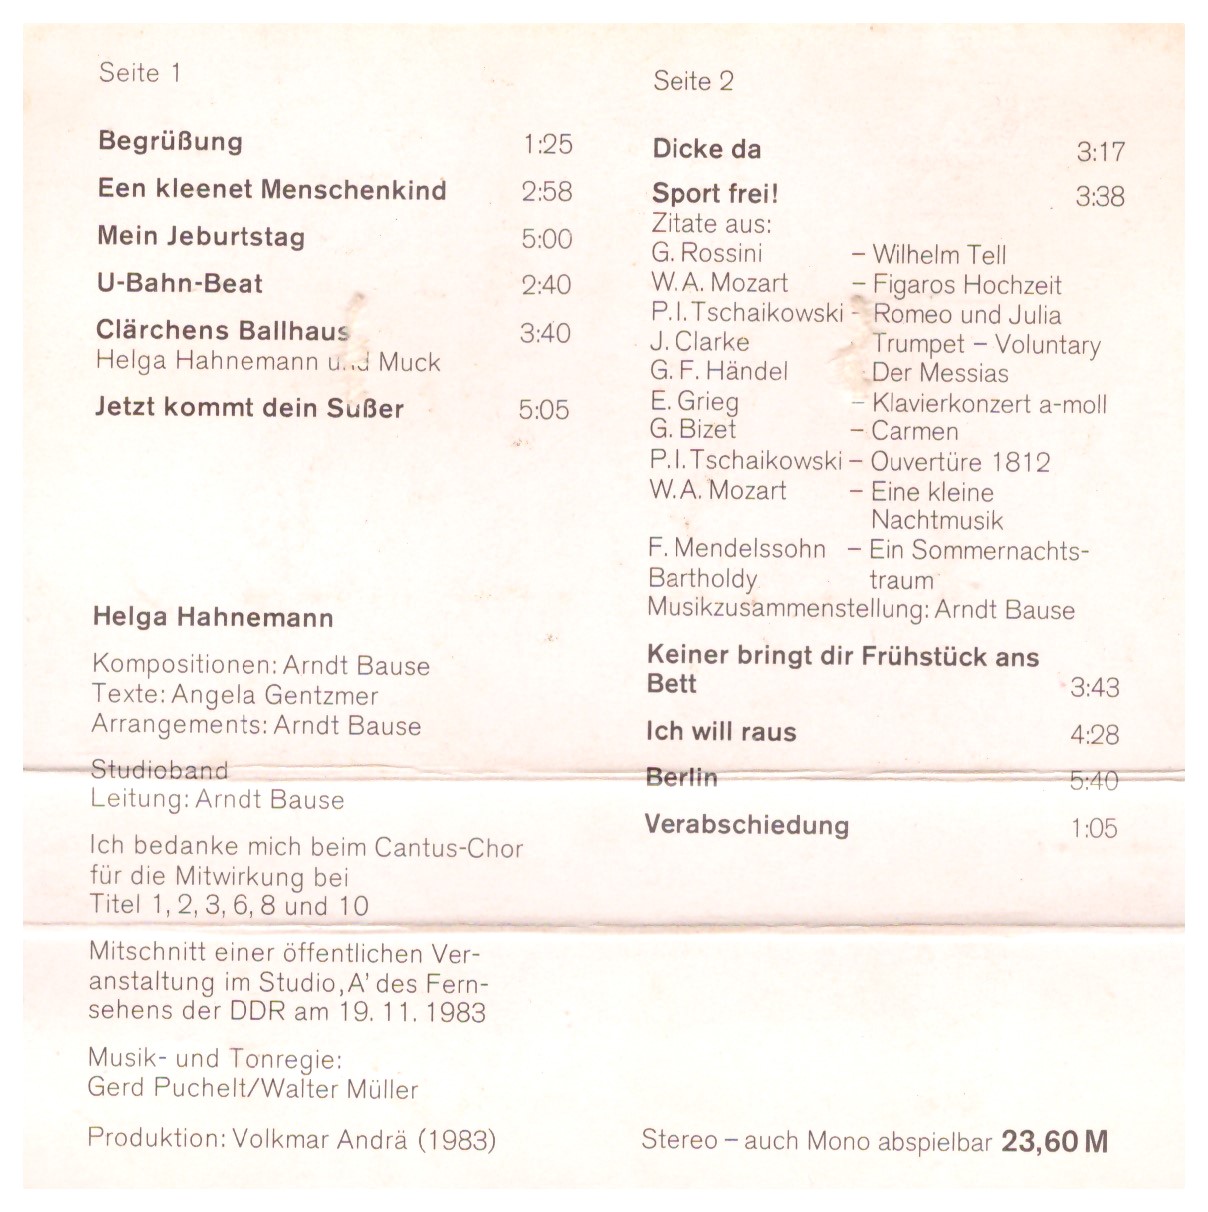 Seite 1
Begrüßung 1:25
Een kleenet Menschenkind 2:58
Mein Jeburtstag 5:00
U-Bahn-Beat 2:40
Clärchens Ballhaus 3:40
Helga Hahnemann und Muck
Jetzt kommt dein Sußer 5:05
Helga Hahnemann
Kompositionen: Arndt Bause
Texte: Angela Gentzmer
Arrangements: Arndt Bause
Studioband
Leitung: Arndt Bause
Ich bedanke mich beim Cantus-Chor
für die Mitwirkung bei
Titel 1, 2, 3, 6, 8 und 10
Mitschnitt einer öffentlichen Ver-
anstaltung im Studio ‚A’ des Fern-
sehens der DDR am 19. 11. 1983
Musik- und Tonregie:
Gerd Puchelt/Walter Müller
Produktion: Volkmar Andrä (1983)
Seite 2
Dicke da 3:17
Sport frei! 3:38
Zitate aus:
G. Rossini – Wilhelm Tell
W. A. Mozart – Figaros Hochzeit
P. I. Tschaikowski – Romeo und Julia
J. Clarke Trumpet – Voluntary
G. F. Händel - Der Messias
E. Grieg – Klavierkonzert a-moll
G. Bizet – Carmen
P. I. Tschaikowski – Ouvertüre 1812
W. A. Mozart – Eine kleine
Nachtmusik
F. Mendelssohn – Ein Sommernachts-
Bartholdy traum
Musikzusammenstellung: Arndt Bause
Keiner bringt dir Frühstück ans
Bett 3:43
Ich will raus 4:28
Berlin 5:40
Verabschiedung 1:05
Stereo – auch Mono abspielbar 23,60 M